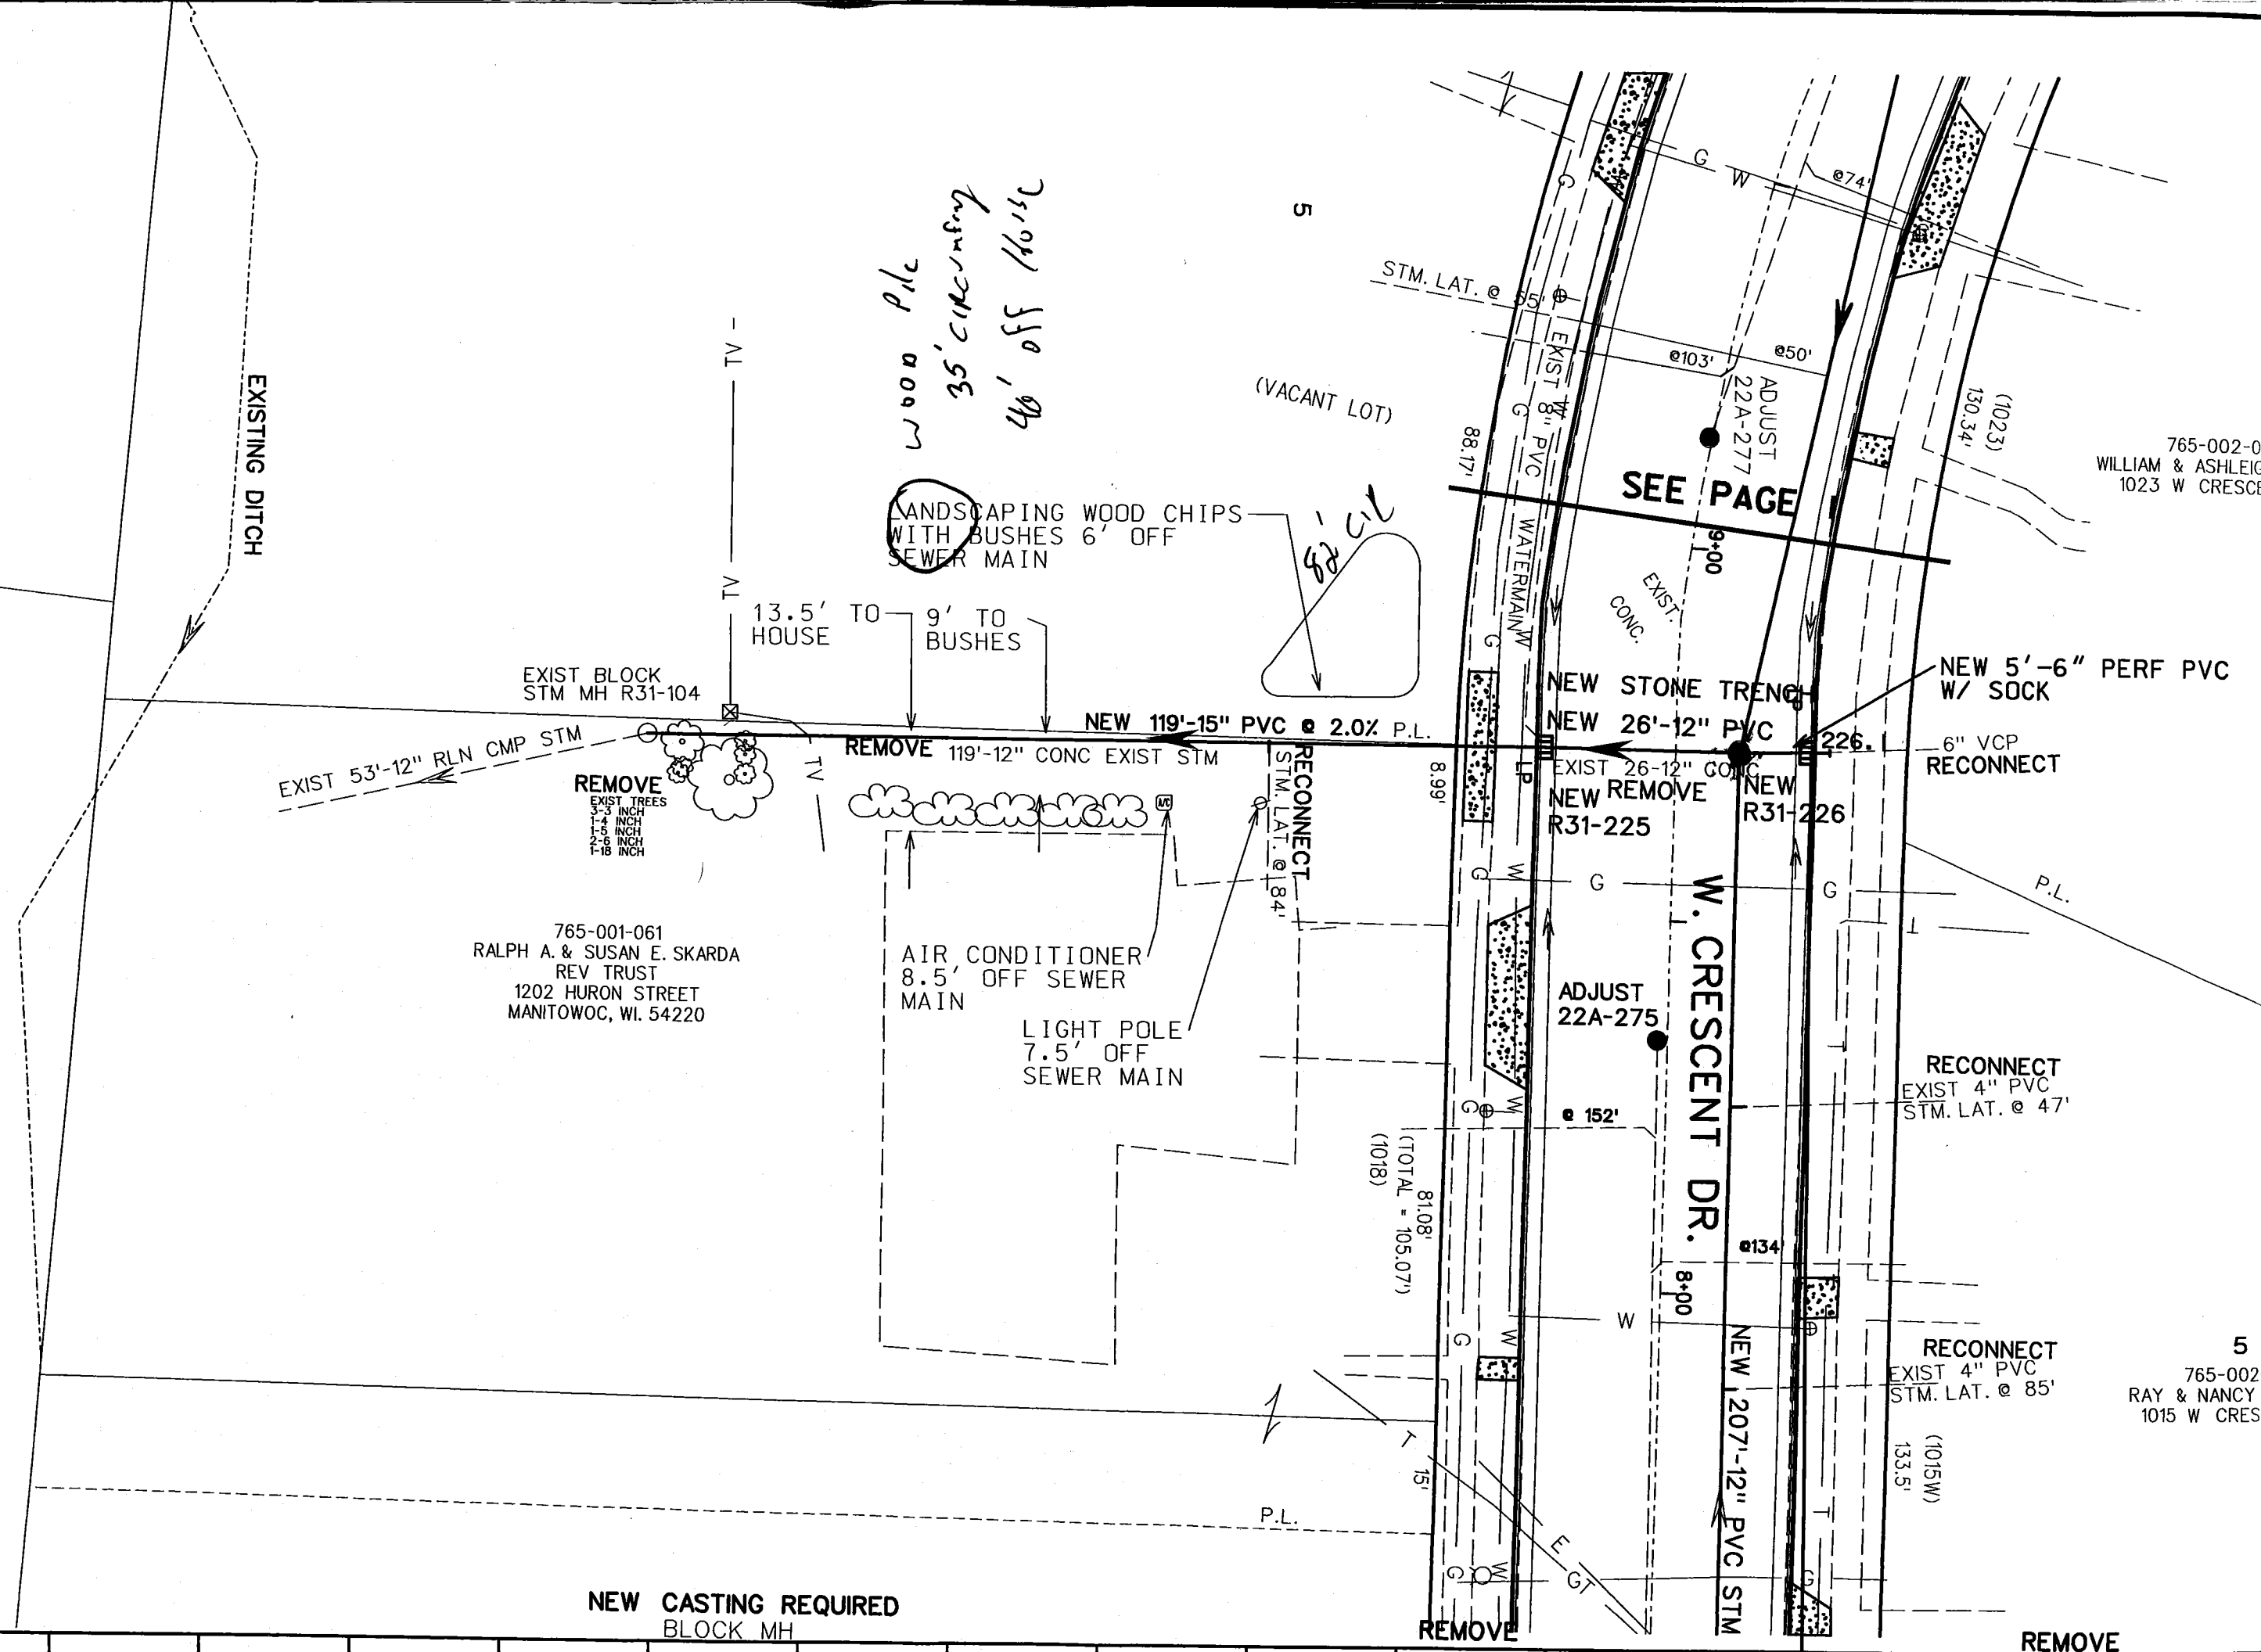 EXISTING DITCH
TV
TV
WOOD PILE
46' off House
5
STM. LAT. @ 55'
(VACANT LOT)
88.17'
G
W
@74'
@103'
@50'
EXIST 8" PVC
WATERMAIN
ADJUST
22A-277
SEE PAGE
9+00
EXIST.
CONC.
(1023)
130.34'
765-002-0
WILLIAM & ASHLEIG
1023 W CRESCE
LANDSCAPING WOOD CHIPS
WITH BUSHES 6' OFF
SEWER MAIN
82' CIR
13.5' TO
HOUSE
9' TO
BUSHES
EXIST BLOCK
STM MH R31-104
EXIST 53'-12" RLN CMP STM
NEW 119'-15" PVC @ 2.0% P.L.
REMOVE 119'-12" CONC EXIST STM
TV
REMOVE
EXIST TREES
3-3 INCH
1-4 INCH
1-5 INCH
2-6 INCH
1-18 INCH
A/C
RECONNECT
STM. LAT. @ 84'
8.99'
LP
NEW STONE TRENCH
NEW 26'-12" PVC
EXIST 26-12" CONC
REMOVE
NEW
R31-225
NEW
R31-226
226.
NEW 5'-6" PERF PVC
W/ SOCK
6" VCP
RECONNECT
P.L.
765-001-061
RALPH A. & SUSAN E. SKARDA
REV TRUST
1202 HURON STREET
MANITOWOC, WI. 54220
AIR CONDITIONER
8.5' OFF SEWER
MAIN
LIGHT POLE
7.5' OFF
SEWER MAIN
G
W
G
G
W. CRESCENT DR.
ADJUST
22A-275
@ 152'
81.08'
(TOTAL = 105.07')
(1018)
RECONNECT
EXIST 4" PVC
STM. LAT. @ 47'
@134'
8+00
W
G
W
NEW 207'-12" PVC STM
RECONNECT
EXIST 4" PVC
STM. LAT. @ 85'
5
765-002
RAY & NANCY
1015 W CRES
(1015W)
133.5'
T
15'
P.L.
E
GT
G
W
G
NEW CASTING REQUIRED
BLOCK MH
REMOVE
REMOVE